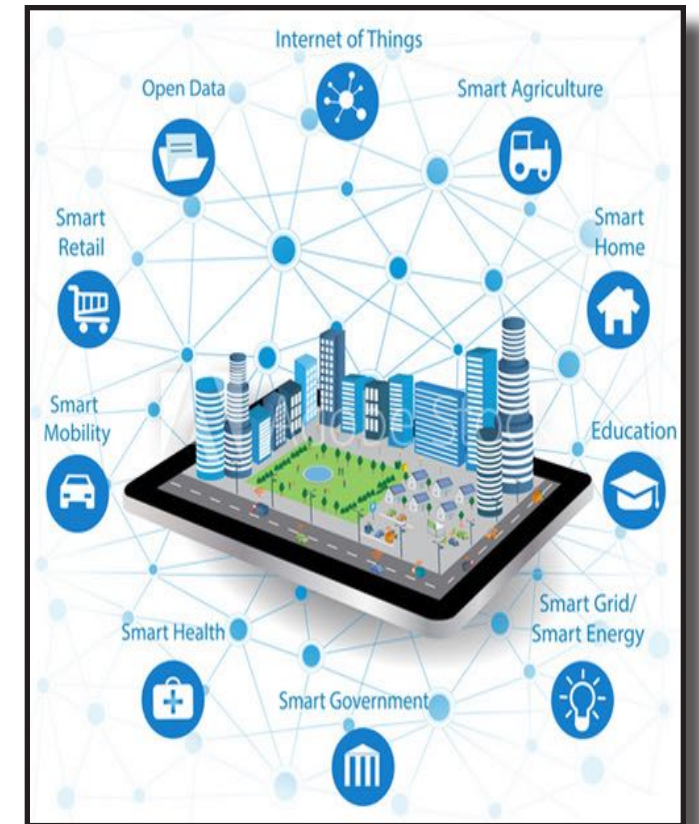 Internet of Things
Open Data
Smart Agriculture
Smart
Retail
Smart
Home
Smart
Mobility
Education
Smart Grid/
Smart Energy
Smart Health
Smart Government